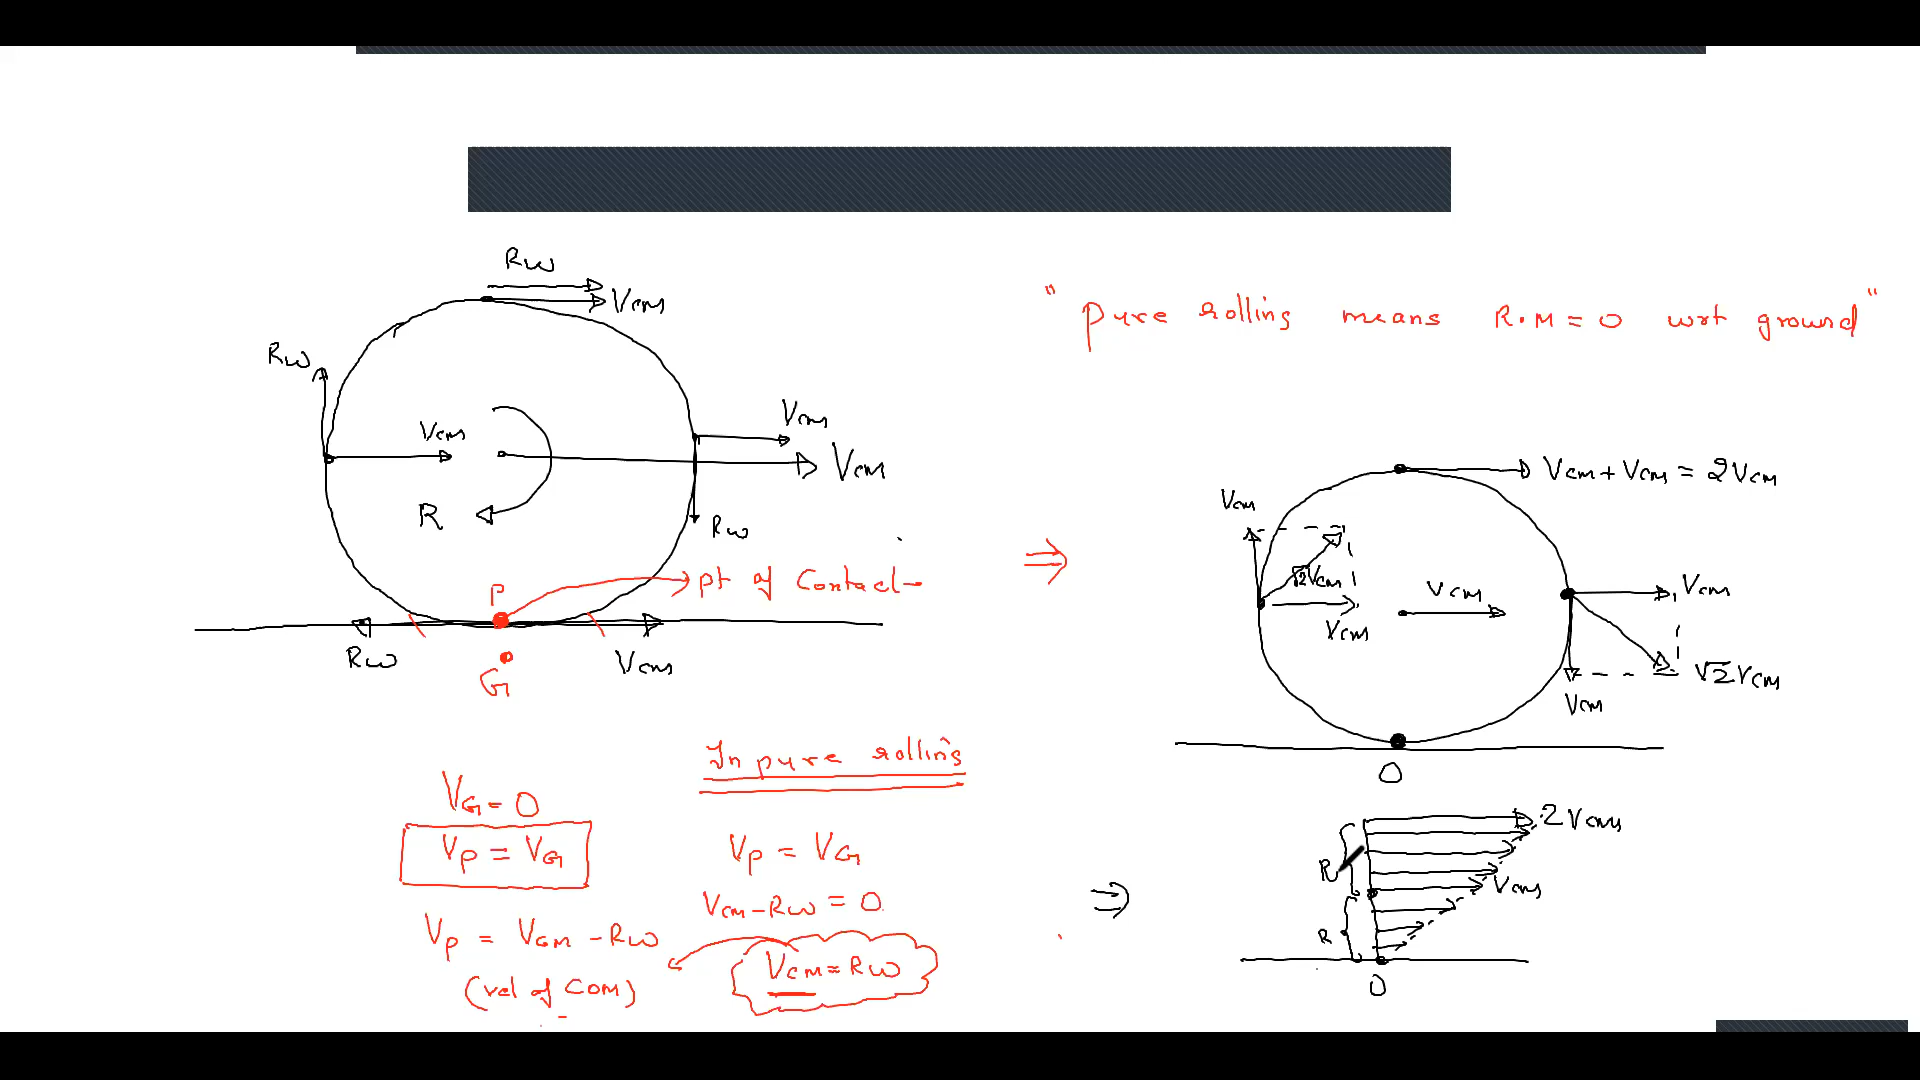 Rω
Vcm
" Pure rolling means R.M = 0 wrt ground "
Rω
Vcm
Vcm
Vcm
R
Rω
P
pt of Contact
Rω
Vcm
G
⇒
Vcm + Vcm = 2Vcm
Vcm
√2Vcm
Vcm
Vcm
Vcm
√2Vcm
Vcm
O
In pure rolling
VG = 0
VP = VG
VP = VCM - Rω
(vel of COM)
VP = VG
Vcm - Rω = 0
Vcm = Rω
⇒
2Vcm
R
Vcm
R
O